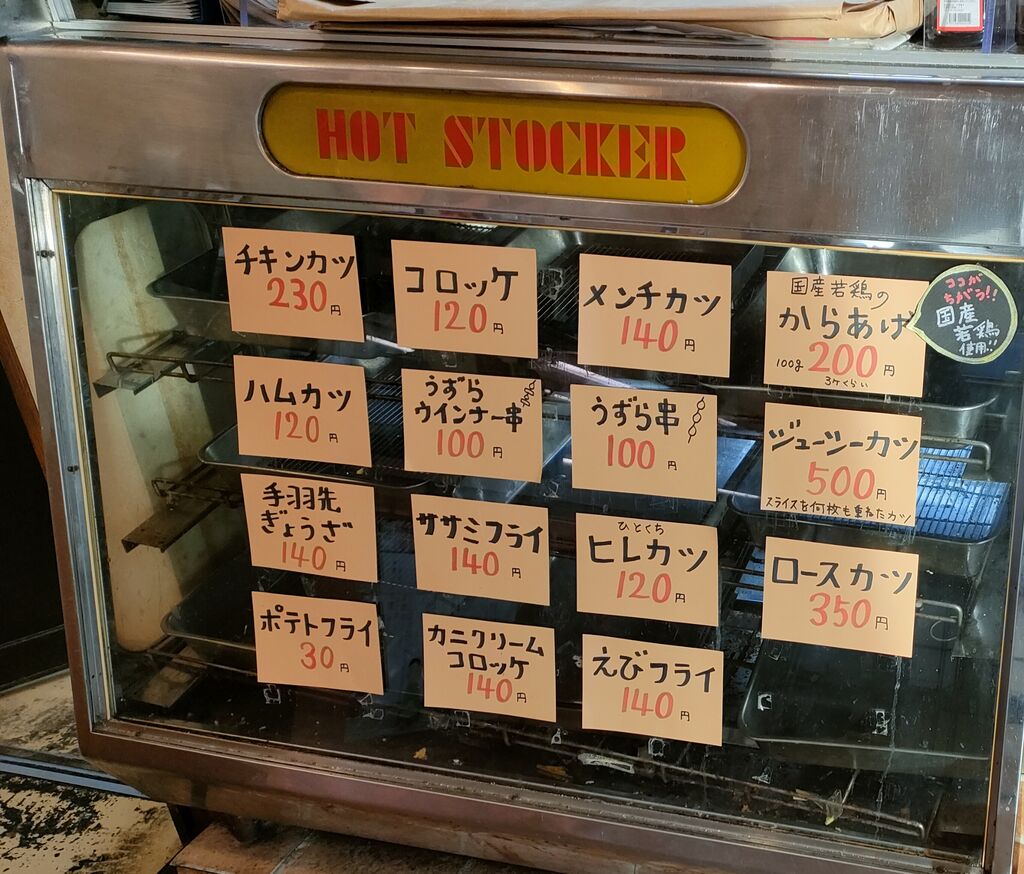 HOT STOCKER
チキンカツ
230円
コロッケ
120円
メンチカツ
140円
国産若鶏の
からあげ
100g 200円
3ケくらい
ココが
ちがう!!
国産
若鶏
使用!!
ハムカツ
120円
うずら
ウインナー串
100円
うずら串
100円
ジューシーカツ
500円
スライスを何枚も重ねたカツ
手羽先
ぎょうざ
140円
ササミフライ
140円
ひとくち
ヒレカツ
120円
ロースカツ
350円
ポテトフライ
30円
カニクリーム
コロッケ
140円
えびフライ
140円